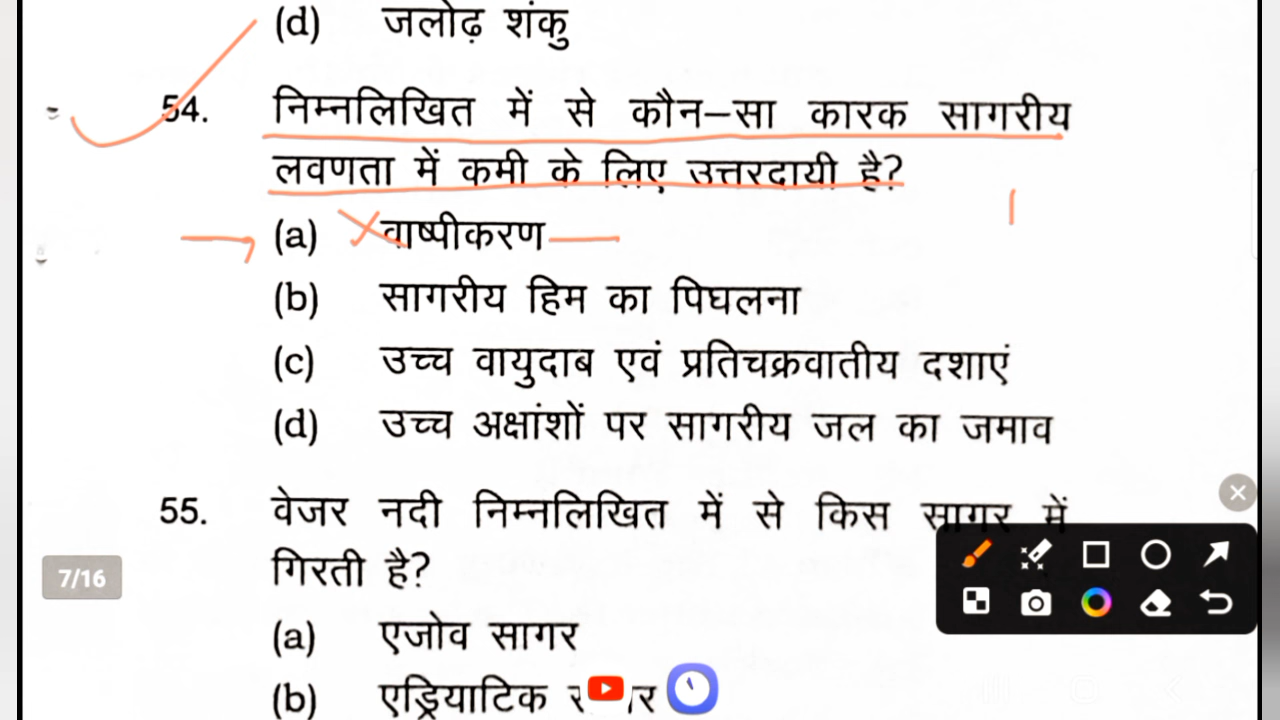 (d) जलोढ़ शंकु
54. निम्नलिखित में से कौन-सा कारक सागरीय
लवणता में कमी के लिए उत्तरदायी है?
(a) वाष्पीकरण
(b) सागरीय हिम का पिघलना
(c) उच्च वायुदाब एवं प्रतिचक्रवातीय दशाएं
(d) उच्च अक्षांशों पर सागरीय जल का जमाव
55. वेजर नदी निम्नलिखित में से किस सागर में
गिरती है?
7/16
(a) एजोव सागर
(b) एड्रियाटिक